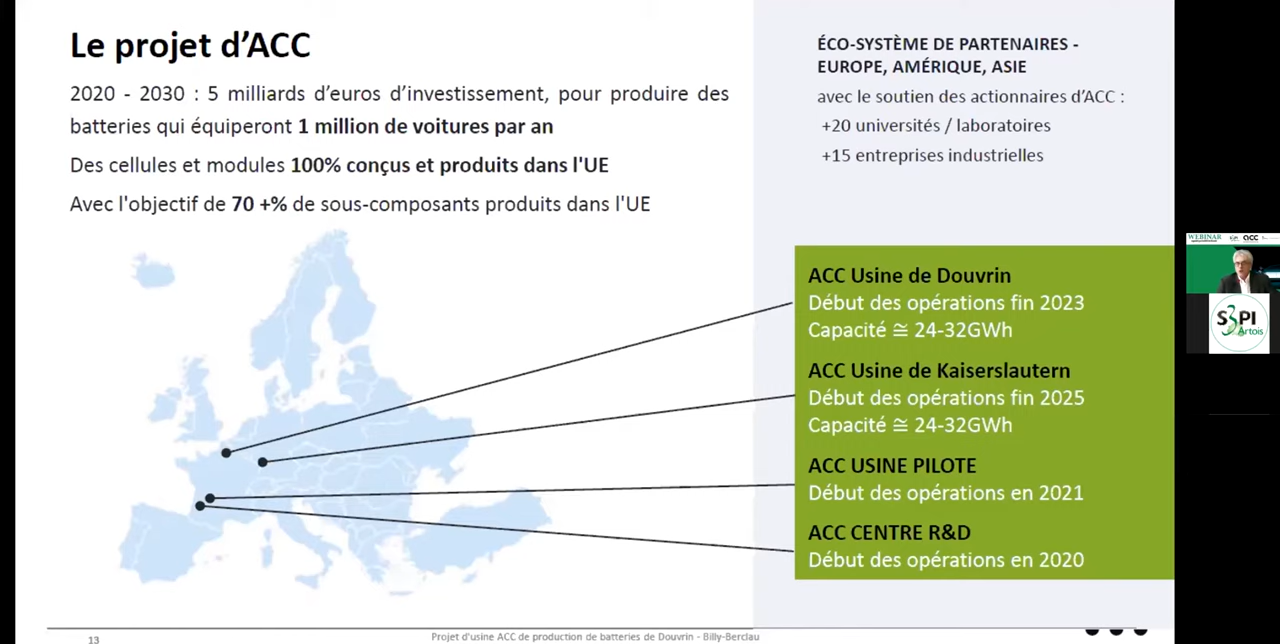 Le projet d'ACC
2020 - 2030 : 5 milliards d'euros d'investissement, pour produire des
batteries qui équiperont 1 million de voitures par an
Des cellules et modules 100% conçus et produits dans l'UE
Avec l'objectif de 70 +% de sous-composants produits dans l'UE
ÉCO-SYSTÈME DE PARTENAIRES -
EUROPE, AMÉRIQUE, ASIE
avec le soutien des actionnaires d'ACC :
+20 universités / laboratoires
+15 entreprises industrielles
ACC Usine de Douvrin
Début des opérations fin 2023
Capacité ≅ 24-32GWh
ACC Usine de Kaiserslautern
Début des opérations fin 2025
Capacité ≅ 24-32GWh
ACC USINE PILOTE
Début des opérations en 2021
ACC CENTRE R&D
Début des opérations en 2020
WEBINAR
acc
S3PI
Artois
13
Projet d'usine ACC de production de batteries de Douvrin - Billy-Berclau